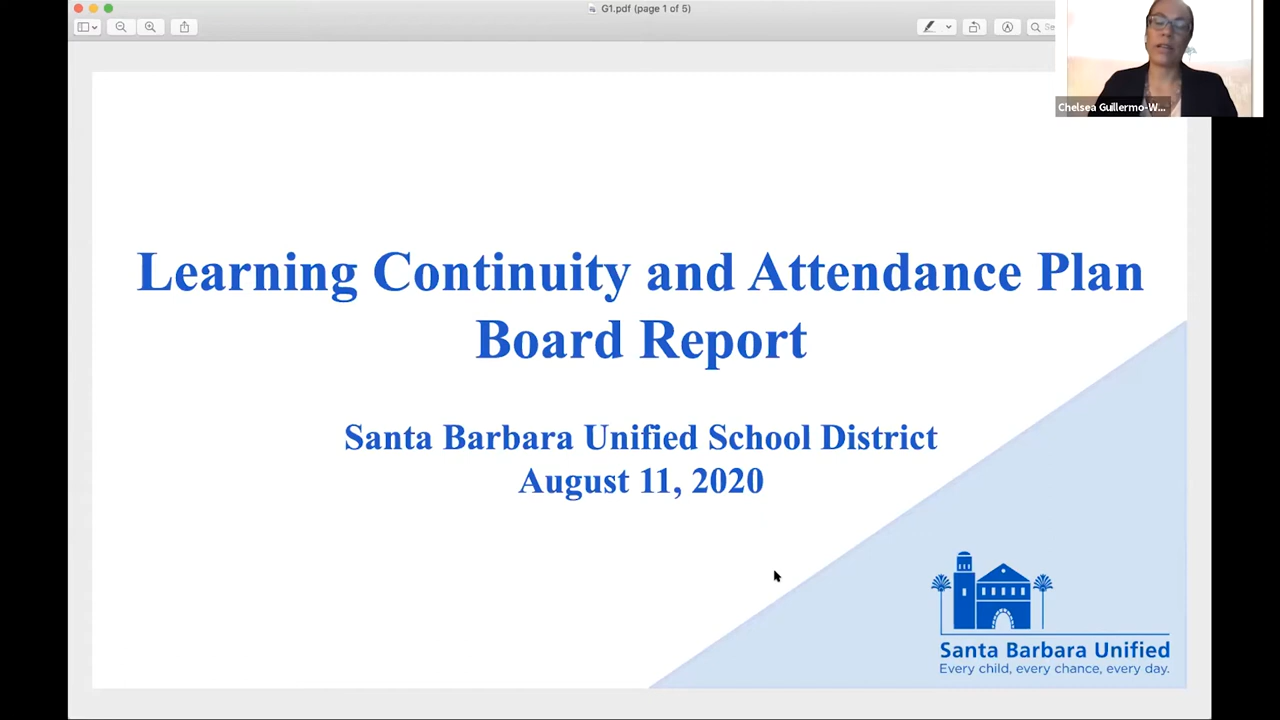 G1.pdf (page 1 of 5)
Se
Chelsea Guillermo-W...
Learning Continuity and Attendance Plan
Board Report
Santa Barbara Unified School District
August 11, 2020
Santa Barbara Unified
Every child, every chance, every day.